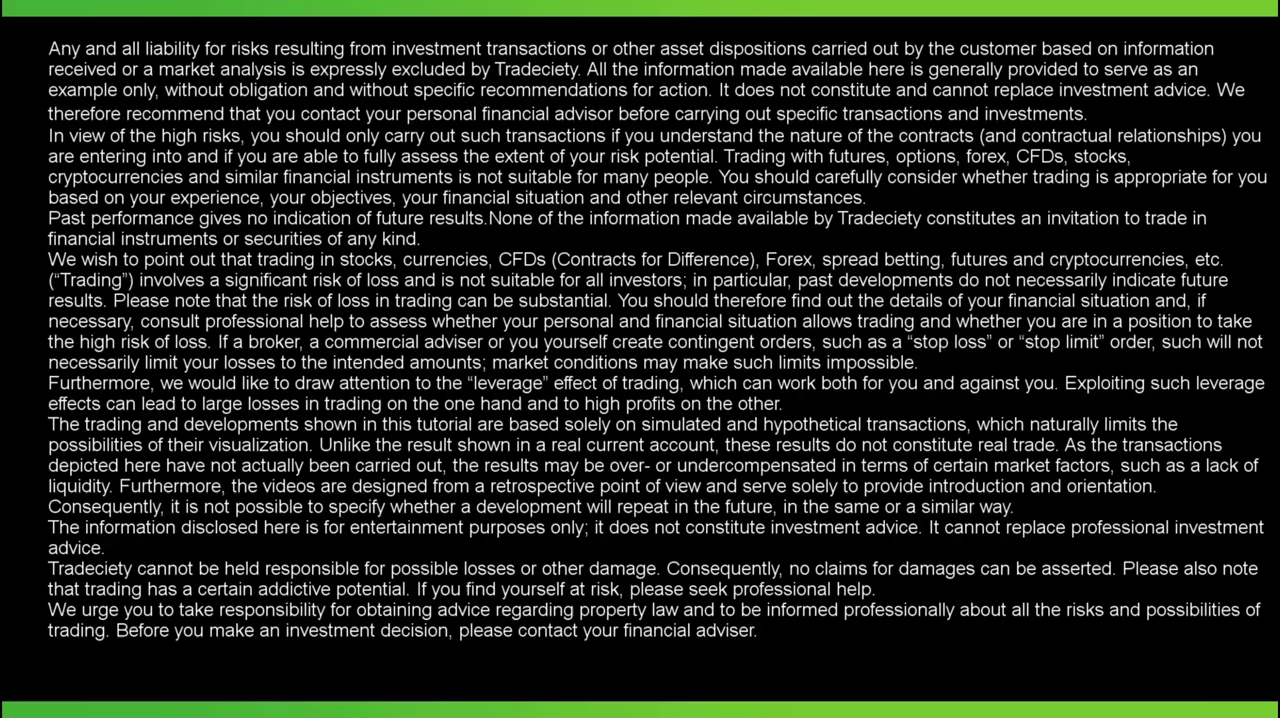 Any and all liability for risks resulting from investment transactions or other asset dispositions carried out by the customer based on information
received or a market analysis is expressly excluded by Tradeciety. All the information made available here is generally provided to serve as an
example only, without obligation and without specific recommendations for action. It does not constitute and cannot replace investment advice. We
therefore recommend that you contact your personal financial advisor before carrying out specific transactions and investments.
In view of the high risks, you should only carry out such transactions if you understand the nature of the contracts (and contractual relationships) you
are entering into and if you are able to fully assess the extent of your risk potential. Trading with futures, options, forex, CFDs, stocks,
cryptocurrencies and similar financial instruments is not suitable for many people. You should carefully consider whether trading is appropriate for you
based on your experience, your objectives, your financial situation and other relevant circumstances.
Past performance gives no indication of future results.None of the information made available by Tradeciety constitutes an invitation to trade in
financial instruments or securities of any kind.
We wish to point out that trading in stocks, currencies, CFDs (Contracts for Difference), Forex, spread betting, futures and cryptocurrencies, etc.
(“Trading”) involves a significant risk of loss and is not suitable for all investors; in particular, past developments do not necessarily indicate future
results. Please note that the risk of loss in trading can be substantial. You should therefore find out the details of your financial situation and, if
necessary, consult professional help to assess whether your personal and financial situation allows trading and whether you are in a position to take
the high risk of loss. If a broker, a commercial adviser or you yourself create contingent orders, such as a “stop loss” or “stop limit” order, such will not
necessarily limit your losses to the intended amounts; market conditions may make such limits impossible.
Furthermore, we would like to draw attention to the “leverage” effect of trading, which can work both for you and against you. Exploiting such leverage
effects can lead to large losses in trading on the one hand and to high profits on the other.
The trading and developments shown in this tutorial are based solely on simulated and hypothetical transactions, which naturally limits the
possibilities of their visualization. Unlike the result shown in a real current account, these results do not constitute real trade. As the transactions
depicted here have not actually been carried out, the results may be over- or undercompensated in terms of certain market factors, such as a lack of
liquidity. Furthermore, the videos are designed from a retrospective point of view and serve solely to provide introduction and orientation.
Consequently, it is not possible to specify whether a development will repeat in the future, in the same or a similar way.
The information disclosed here is for entertainment purposes only; it does not constitute investment advice. It cannot replace professional investment
advice.
Tradeciety cannot be held responsible for possible losses or other damage. Consequently, no claims for damages can be asserted. Please also note
that trading has a certain addictive potential. If you find yourself at risk, please seek professional help.
We urge you to take responsibility for obtaining advice regarding property law and to be informed professionally about all the risks and possibilities of
trading. Before you make an investment decision, please contact your financial adviser.